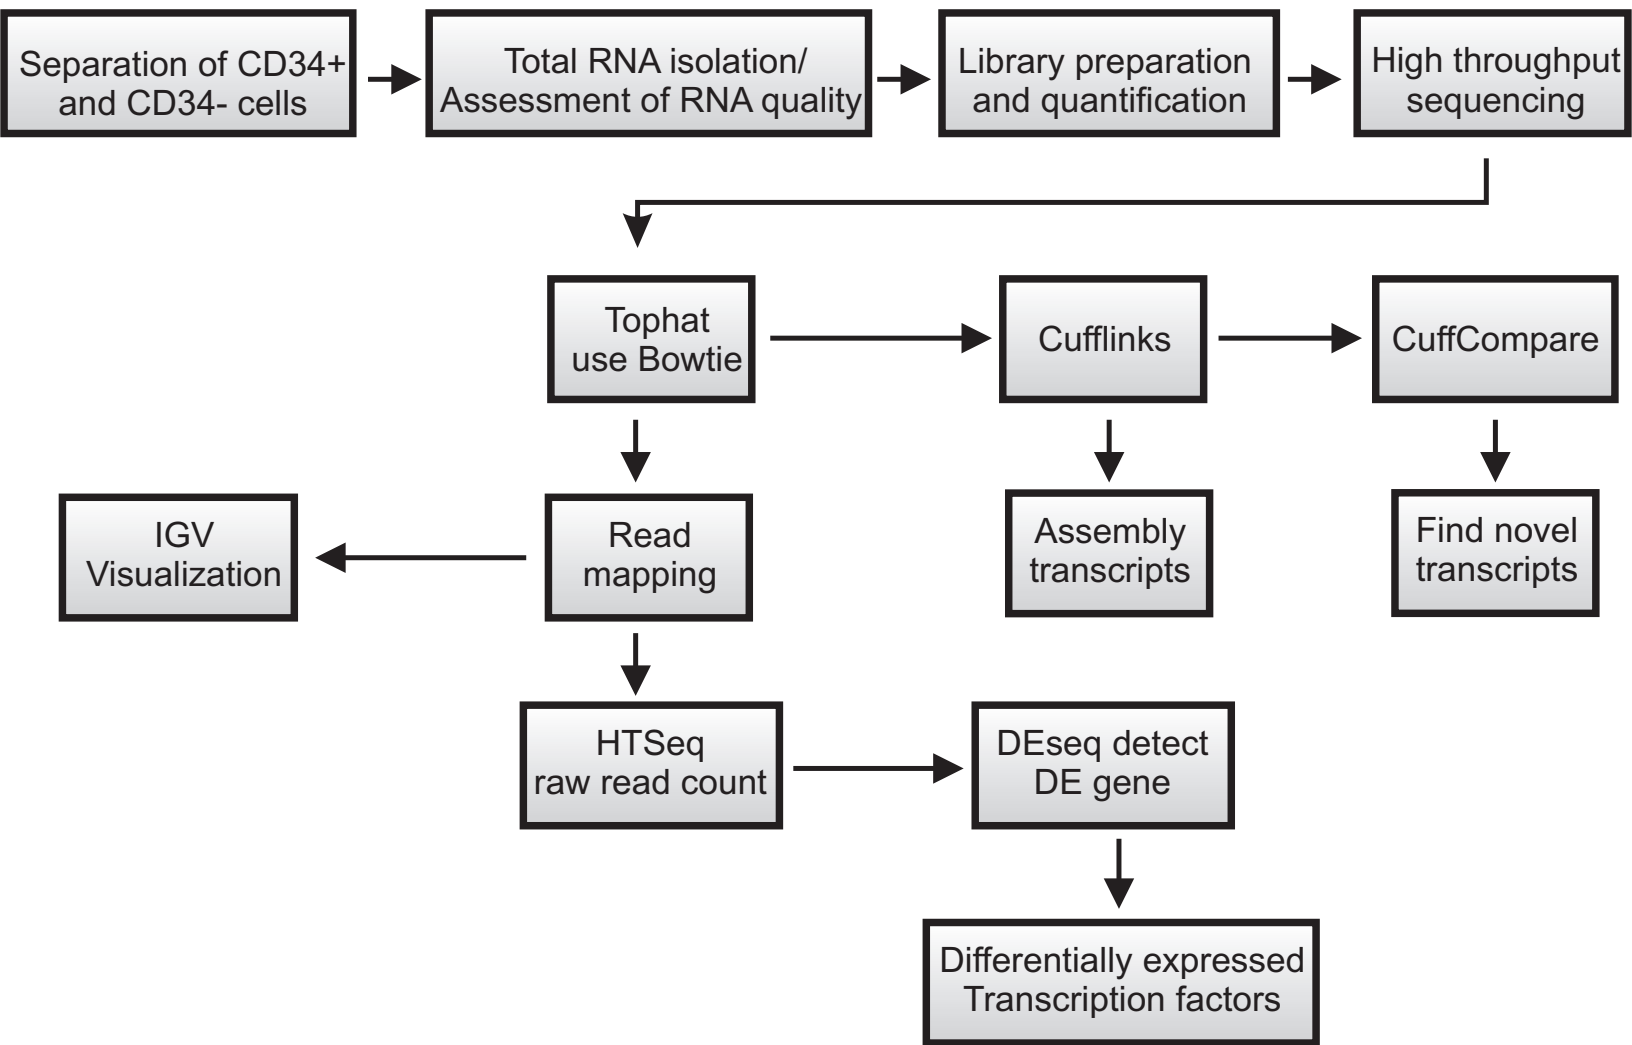 Separation of CD34+
and CD34- cells
Total RNA isolation/
Assessment of RNA quality
Library preparation
and quantification
High throughput
sequencing
Tophat
use Bowtie
Cufflinks
CuffCompare
IGV
Visualization
Read
mapping
Assembly
transcripts
Find novel
transcripts
HTSeq
raw read count
DEseq detect
DE gene
Differentially expressed
Transcription factors